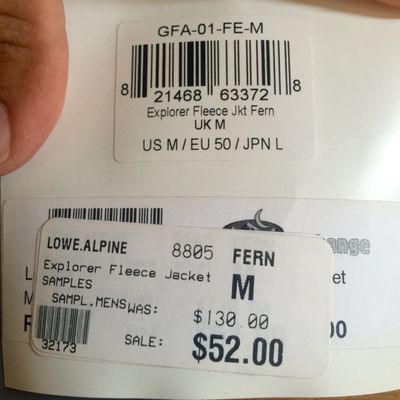 GFA-01-FE-M
8 21468 63372 8
Explorer Fleece Jkt Fern
UK M
US M / EU 50 / JPN L
LOWE.ALPINE 8805 FERN
Explorer Fleece Jacket M
SAMPLES
SAMPL.MENS WAS: $130.00
32173 SALE: $52.00